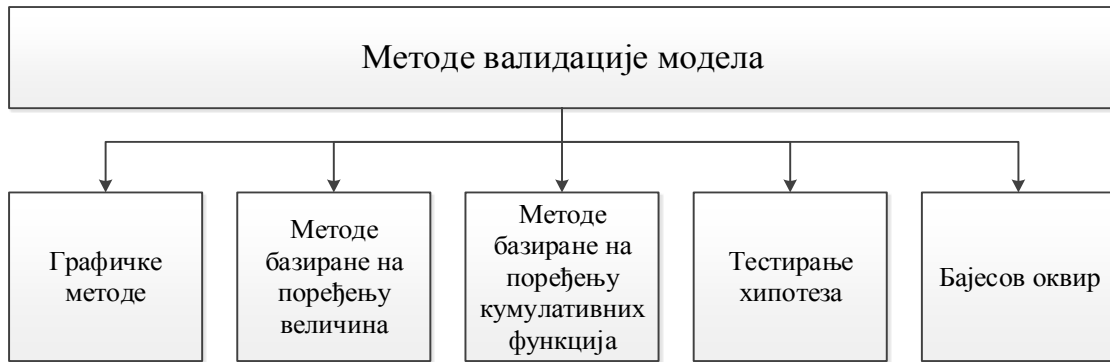 Методе валидације модела
Графичке
методе
Методе
базиране на
поређењу
величина
Методе
базиране на
поређењу
кумулативних
функција
Тестирање
хипотеза
Бајесов оквир